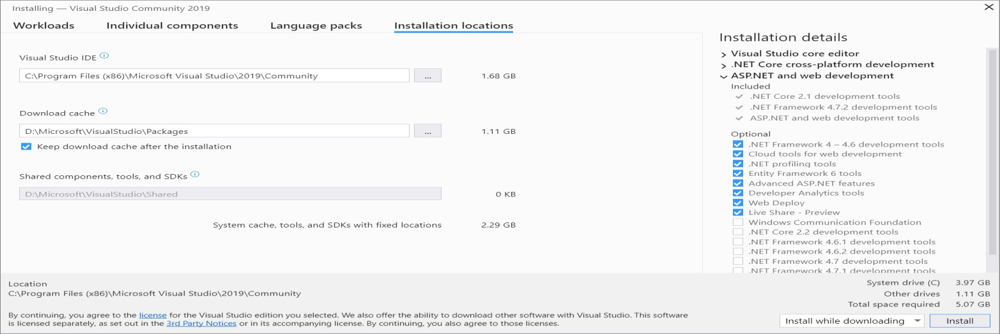 Installing — Visual Studio Community 2019
Workloads Individual components Language packs Installation locations
Visual Studio IDE
C:\Program Files (x86)\Microsoft Visual Studio\2019\Community ... 1.68 GB
Download cache
D:\Microsoft\VisualStudio\Packages ... 1.11 GB
Keep download cache after the installation
Shared components, tools, and SDKs
D:\Microsoft\VisualStudio\Shared 0 KB
System cache, tools, and SDKs with fixed locations 2.29 GB
Installation details
Visual Studio core editor
.NET Core cross-platform development
ASP.NET and web development
Included
.NET Core 2.1 development tools
.NET Framework 4.7.2 development tools
ASP.NET and web development tools
Optional
.NET Framework 4 – 4.6 development tools
Cloud tools for web development
.NET profiling tools
Entity Framework 6 tools
Advanced ASP.NET features
Developer Analytics tools
Web Deploy
Live Share - Preview
Windows Communication Foundation
.NET Core 2.2 development tools
.NET Framework 4.6.1 development tools
.NET Framework 4.6.2 development tools
.NET Framework 4.7 development tools
.NET Framework 4.7.1 development tools
Location
C:\Program Files (x86)\Microsoft Visual Studio\2019\Community
By continuing, you agree to the license for the Visual Studio edition you selected. We also offer the ability to download other software with Visual Studio. This software
is licensed separately, as set out in the 3rd Party Notices or in its accompanying license. By continuing, you also agree to those licenses.
System drive (C) 3.97 GB
Other drives 1.11 GB
Total space required 5.07 GB
Install while downloading Install